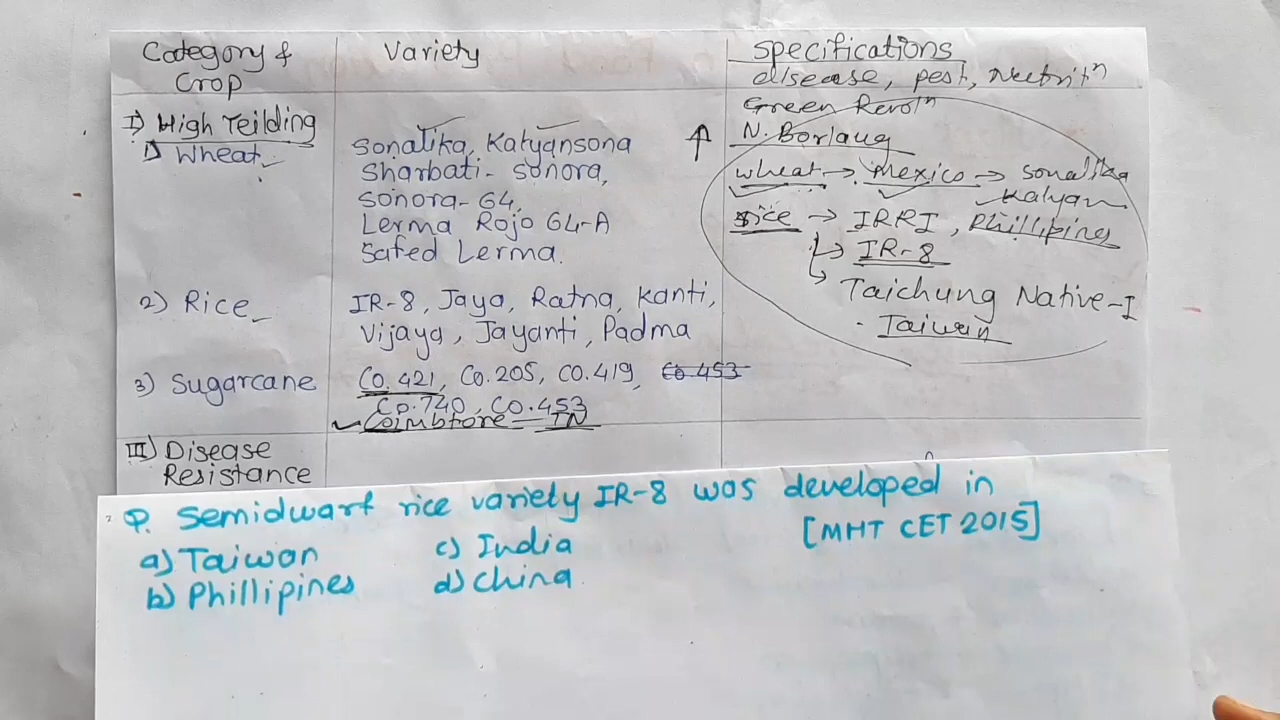 Category & Crop
Variety
Specifications
disease, pest, Nutritⁿ
I) High Yeilding
1) Wheat
Sonalika, Kalyansona
Sharbati- Sonora,
Sonora-64,
Lerma Rojo 64-A
Safed Lerma.
Green Revolⁿ
↑ N. Borlaug
wheat → Mexico → sonalika
Kalyan
rice → IRRI, Phillipines
↳ IR-8
↳ Taichung Native-I
Taiwan
2) Rice
IR-8, Jaya, Ratna, Kanti,
Vijaya, Jayanti, Padma
3) Sugarcane
CO.421, CO.205, CO.419, CO.453
CO.740, CO.453
Coimbtore - TN
III) Disease
Resistance
Q. Semidwarf rice variety IR-8 was developed in
[MHT CET 2015]
a) Taiwan
c) India
b) Phillipines
d) China